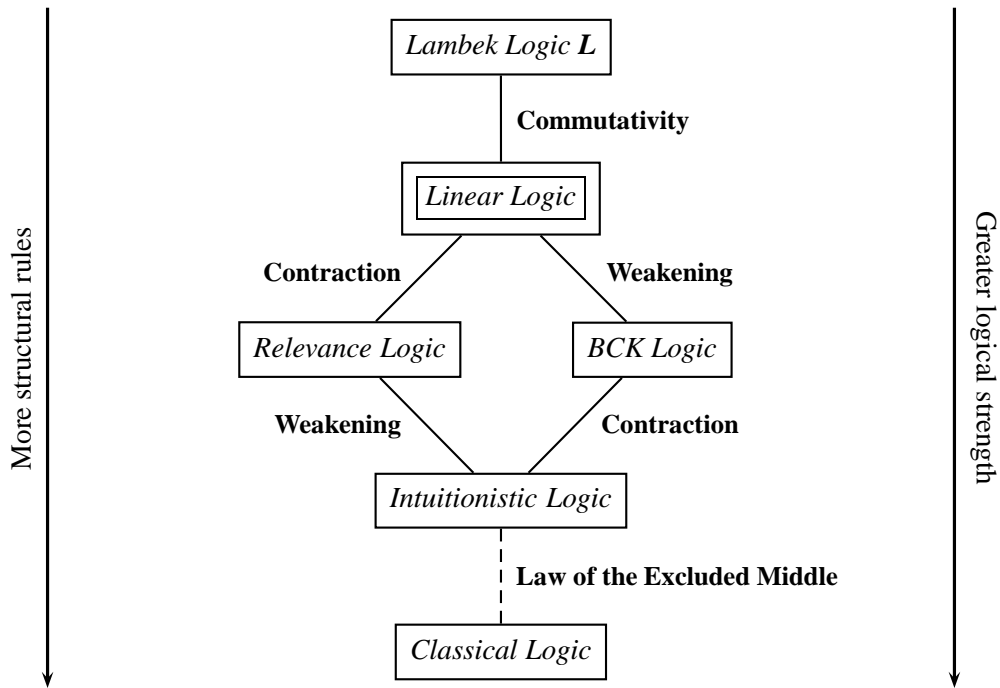 Lambek Logic L
Commutativity
Linear Logic
Contraction
Weakening
Relevance Logic
BCK Logic
Weakening
Contraction
Intuitionistic Logic
Law of the Excluded Middle
Classical Logic
More structural rules
Greater logical strength